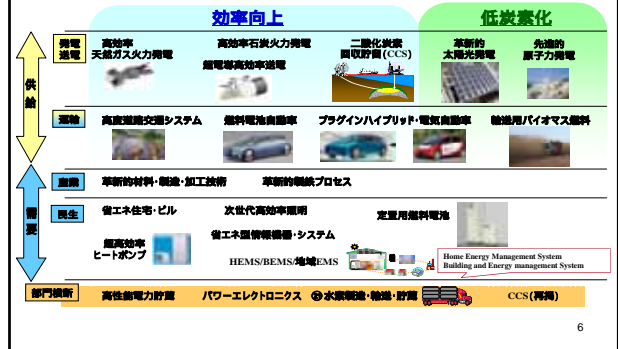 効率向上
低炭素化
発電
送電
高効率
天然ガス火力発電
高効率石炭火力発電
超電導高効率送電
二酸化炭素
回収貯留(CCS)
革新的
太陽光発電
先進的
原子力発電
供給
運輸
高度道路交通システム
燃料電池自動車
プラグインハイブリッド・電気自動車
輸送用バイオマス燃料
産業
革新的材料・製造・加工技術
革新的製鉄プロセス
需要
民生
省エネ住宅・ビル
次世代高効率照明
定置用燃料電池
超高効率
ヒートポンプ
省エネ型情報機器・システム
HEMS/BEMS/地域EMS
Home Energy Management System
Building and Energy management System
部門横断
高性能電力貯蔵
パワーエレクトロニクス
水素製造・輸送・貯蔵
CCS(再掲)
6